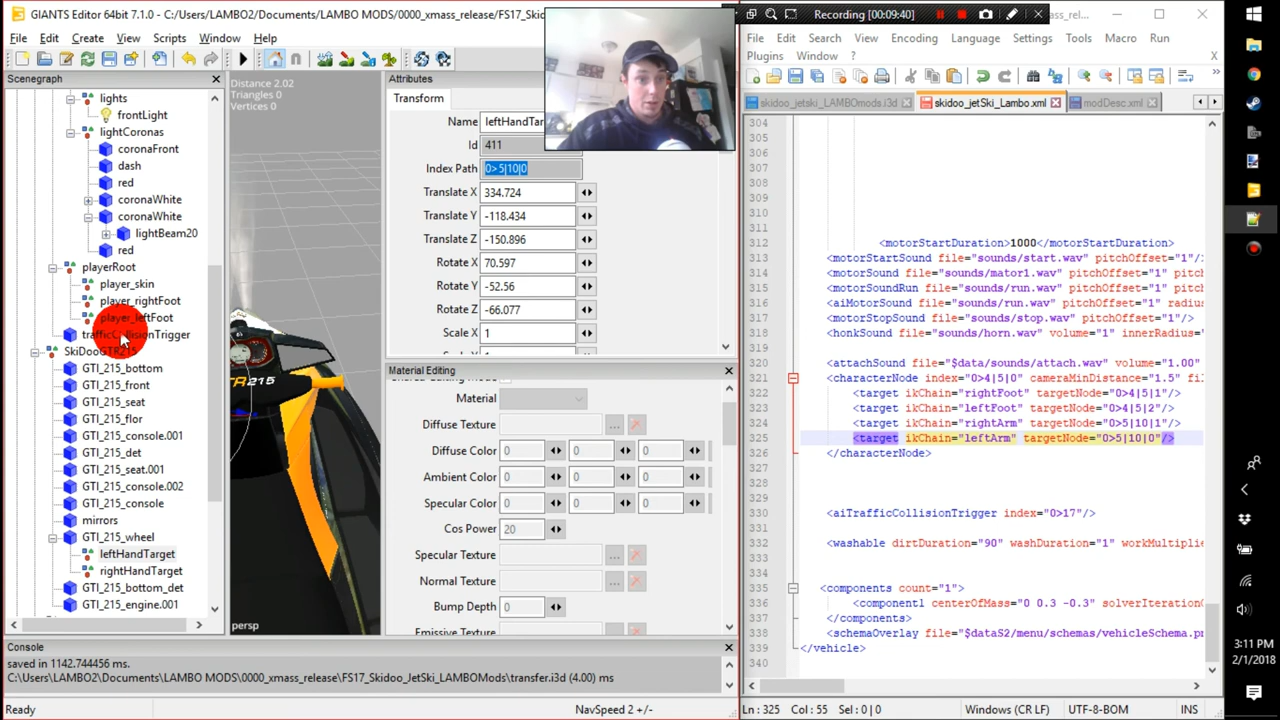 GIANTS Editor 64bit 7.1.0 - C:/Users/LAMBO2/Documents/LAMBO MODS/0000_xmass_release/FS17_Skid
Recording [00:09:40]
_rel...
File Edit Create View Scripts Window Help
File Edit Search View Encoding Language Settings Tools Macro Run
Plugins Window ?
X
Scenegraph
Distance 2.02
Triangles 0
Vertices 0
Attributes
Transform
skidoo_jetski_LAMBOmods.i3d
skidoo_jetSki_Lambo.xml
modDesc.xml
lights
frontLight
lightCoronas
coronaFront
dash
red
coronaWhite
coronaWhite
lightBeam20
red
playerRoot
player_skin
player_rightFoot
player_leftFoot
trafficCollisionTrigger
SkiDooGTR215
GTI_215_bottom
GTI_215_front
GTI_215_seat
GTI_215_flor
GTI_215_console.001
GTI_215_det
GTI_215_seat.001
GTI_215_console.002
GTI_215_console
mirrors
GTI_215_wheel
leftHandTarget
rightHandTarget
GTI_215_bottom_det
GTI_215_engine.001
TR215
persp
Name leftHandTar
Id 411
Index Path 0>5|10|0
Translate X 334.724
Translate Y -118.434
Translate Z -150.896
Rotate X 70.597
Rotate Y -52.56
Rotate Z -66.077
Scale X 1
Material Editing
Material
Diffuse Texture
Diffuse Color 0 0 0
Ambient Color 0 0 0
Specular Color 0 0 0
Cos Power 20
Specular Texture
Normal Texture
Bump Depth 0
Emissive Texture
304
305
306
307
308
309
310
311
312 <motorStartDuration>1000</motorStartDuration>
313 <motorStartSound file="sounds/start.wav" pitchOffset="1"/
314 <motorSound file="sounds/mator1.wav" pitchOffset="1" pitc
315 <motorSoundRun file="sounds/run.wav" pitchOffset="1" pitc
316 <aiMotorSound file="sounds/run.wav" pitchOffset="1" radiu
317 <motorStopSound file="sounds/stop.wav" pitchOffset="1"/>
318 <honkSound file="sounds/horn.wav" volume="1" innerRadius=
319
320 <attachSound file="$data/sounds/attach.wav" volume="1.00"
321 <characterNode index="0>4|5|0" cameraMinDistance="1.5" fi
322 <target ikChain="rightFoot" targetNode="0>4|5|1"/>
323 <target ikChain="leftFoot" targetNode="0>4|5|2"/>
324 <target ikChain="rightArm" targetNode="0>5|10|1"/>
325 <target ikChain="leftArm" targetNode="0>5|10|0"/>
326 </characterNode>
327
328
329
330 <aiTrafficCollisionTrigger index="0>17"/>
331
332 <washable dirtDuration="90" washDuration="1" workMultiplie
333
334
335 <components count="1">
336 <component1 centerOfMass="0 0.3 -0.3" solverIteration
337 </components>
338 <schemaOverlay file="$dataS2/menu/schemas/vehicleSchema.pn
339 </vehicle>
340
Console
saved in 1142.744456 ms.
C:\Users\LAMBO2\Documents\LAMBO MODS\0000_xmass_release\FS17_Skidoo_JetSki_LAMBOMods\transfer.i3d (4.00) ms
Ready
NavSpeed 2 +/-
Ln : 325 Col : 55 Sel : 0 | 0
Windows (CR LF)
UTF-8-BOM
INS
3:11 PM
2/1/2018